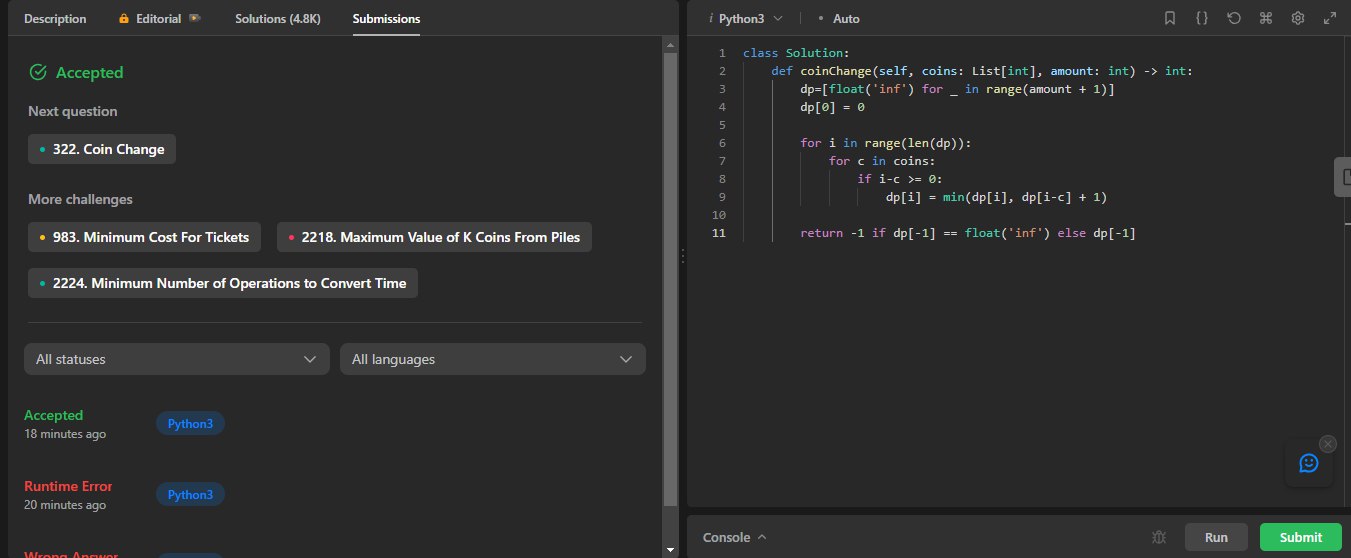 Description Editorial Solutions (4.8K) Submissions
Accepted
Next question
322. Coin Change
More challenges
983. Minimum Cost For Tickets 2218. Maximum Value of K Coins From Piles
2224. Minimum Number of Operations to Convert Time
All statuses All languages
Accepted Python3
18 minutes ago
Runtime Error Python3
20 minutes ago
Wrong Answer
i Python3 • Auto
1 class Solution:
2     def coinChange(self, coins: List[int], amount: int) -> int:
3         dp=[float('inf') for _ in range(amount + 1)]
4         dp[0] = 0
5
6         for i in range(len(dp)):
7             for c in coins:
8                 if i-c >= 0:
9                     dp[i] = min(dp[i], dp[i-c] + 1)
10
11         return -1 if dp[-1] == float('inf') else dp[-1]
Console Run Submit